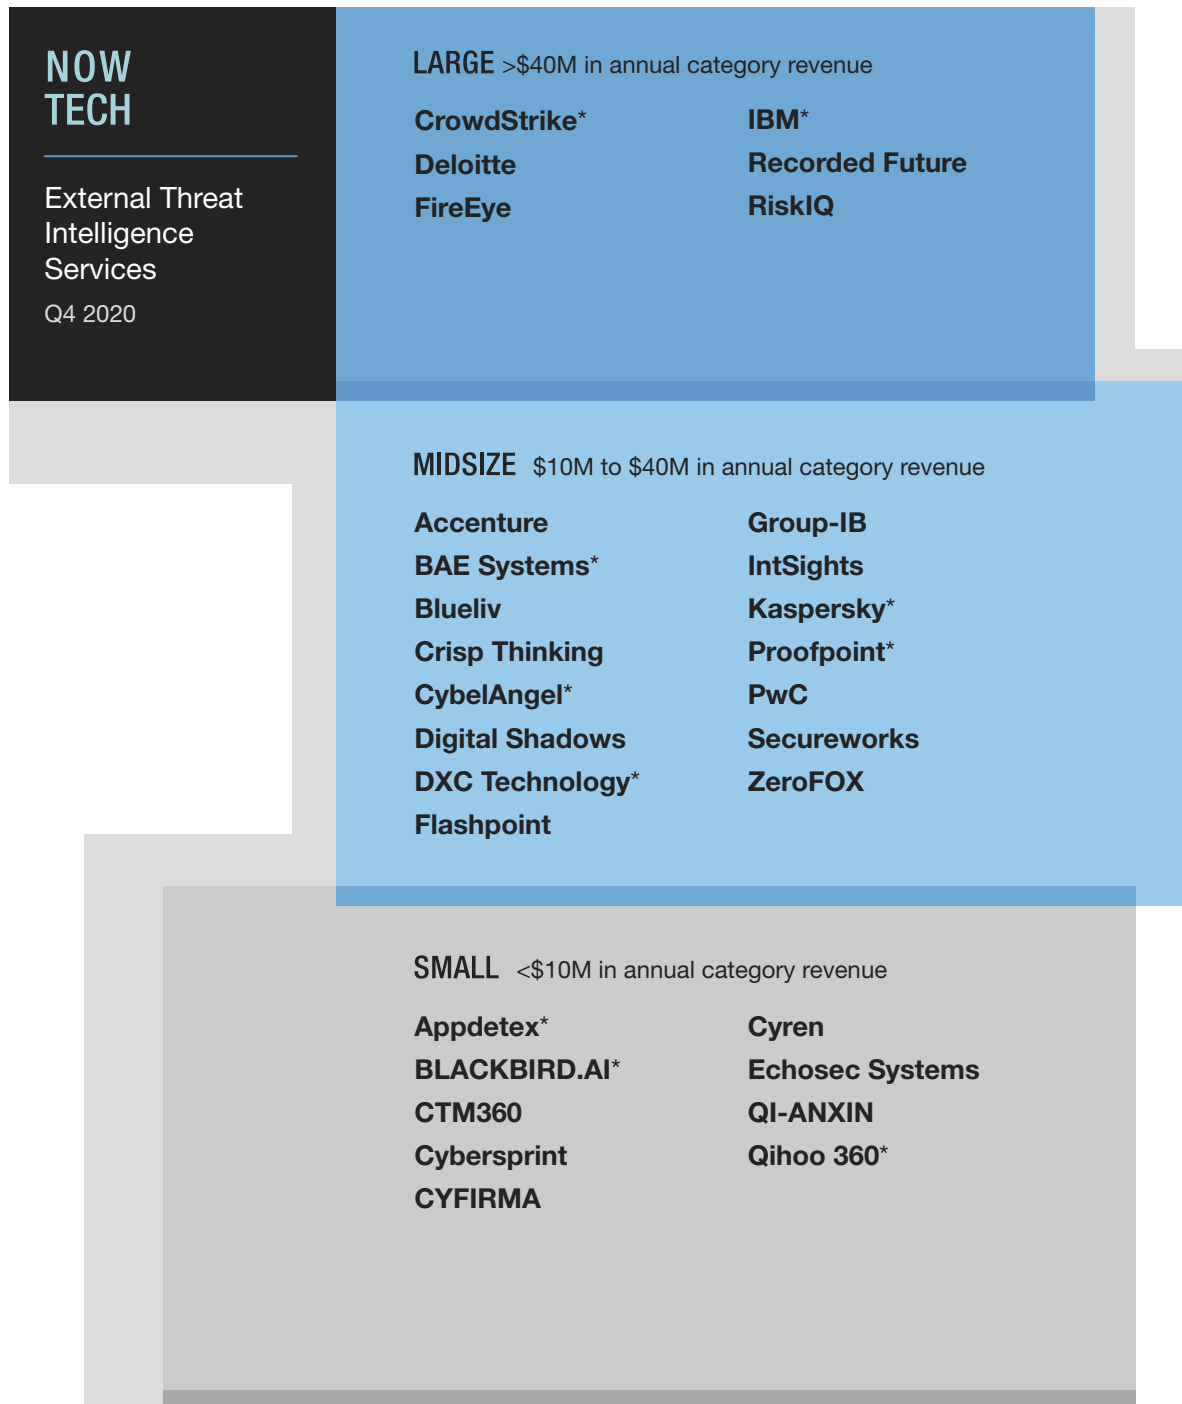 NOW
TECH
External Threat
Intelligence
Services
Q4 2020
LARGE >$40M in annual category revenue
CrowdStrike*
Deloitte
FireEye
IBM*
Recorded Future
RiskIQ
MIDSIZE $10M to $40M in annual category revenue
Accenture
BAE Systems*
Blueliv
Crisp Thinking
CybelAngel*
Digital Shadows
DXC Technology*
Flashpoint
Group-IB
IntSights
Kaspersky*
Proofpoint*
PwC
Secureworks
ZeroFOX
SMALL <$10M in annual category revenue
Appdetex*
BLACKBIRD.AI*
CTM360
Cybersprint
CYFIRMA
Cyren
Echosec Systems
QI-ANXIN
Qihoo 360*